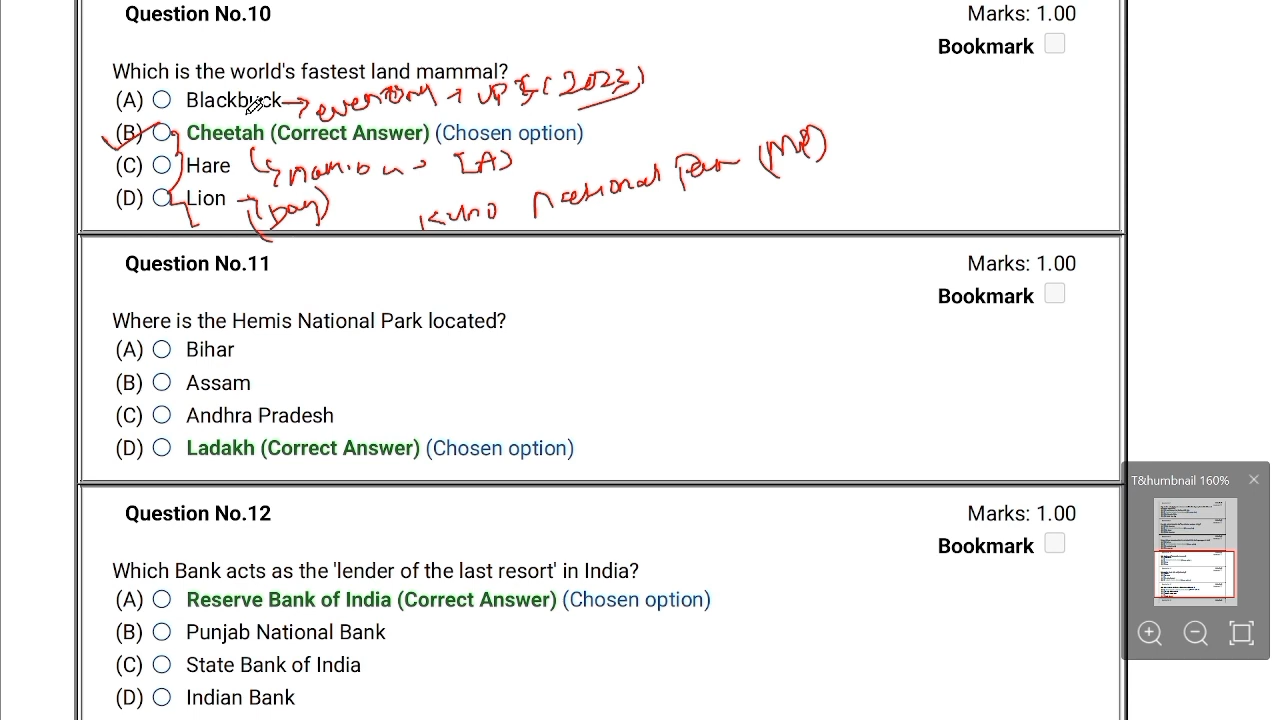 Question No.10 Marks: 1.00
Bookmark
Which is the world's fastest land mammal?
(A) Blackbuck → UP (2023)
(B) Cheetah (Correct Answer) (Chosen option)
(C) Hare [A]
(D) Lion
Kuno National (MP)
Question No.11 Marks: 1.00
Bookmark
Where is the Hemis National Park located?
(A) Bihar
(B) Assam
(C) Andhra Pradesh
(D) Ladakh (Correct Answer) (Chosen option)
Question No.12 Marks: 1.00
Bookmark
Which Bank acts as the 'lender of the last resort' in India?
(A) Reserve Bank of India (Correct Answer) (Chosen option)
(B) Punjab National Bank
(C) State Bank of India
(D) Indian Bank
T&humbnail 160%